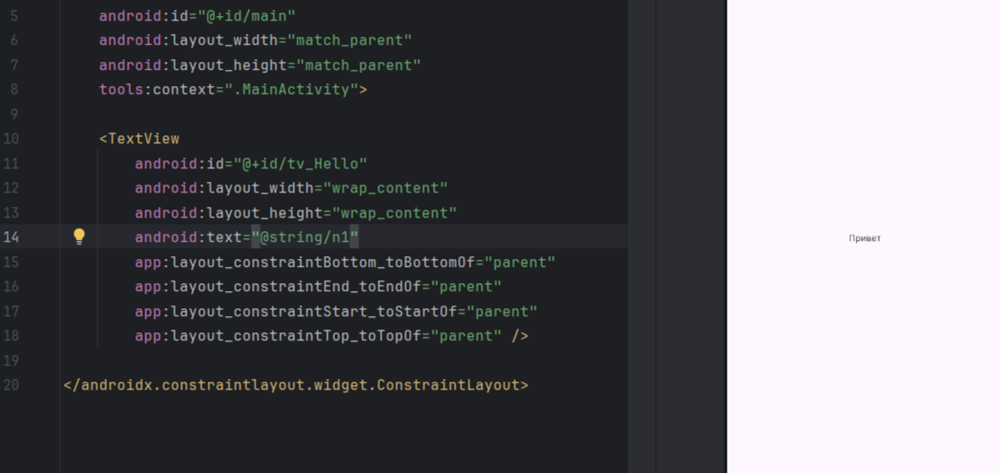 5 android:id="@+id/main"
6 android:layout_width="match_parent"
7 android:layout_height="match_parent"
8 tools:context=".MainActivity">
9
10 <TextView
11 android:id="@+id/tv_Hello"
12 android:layout_width="wrap_content"
13 android:layout_height="wrap_content"
14 android:text="@string/n1"
15 app:layout_constraintBottom_toBottomOf="parent"
16 app:layout_constraintEnd_toEndOf="parent"
17 app:layout_constraintStart_toStartOf="parent"
18 app:layout_constraintTop_toTopOf="parent" />
19
20 </androidx.constraintlayout.widget.ConstraintLayout>
Привет